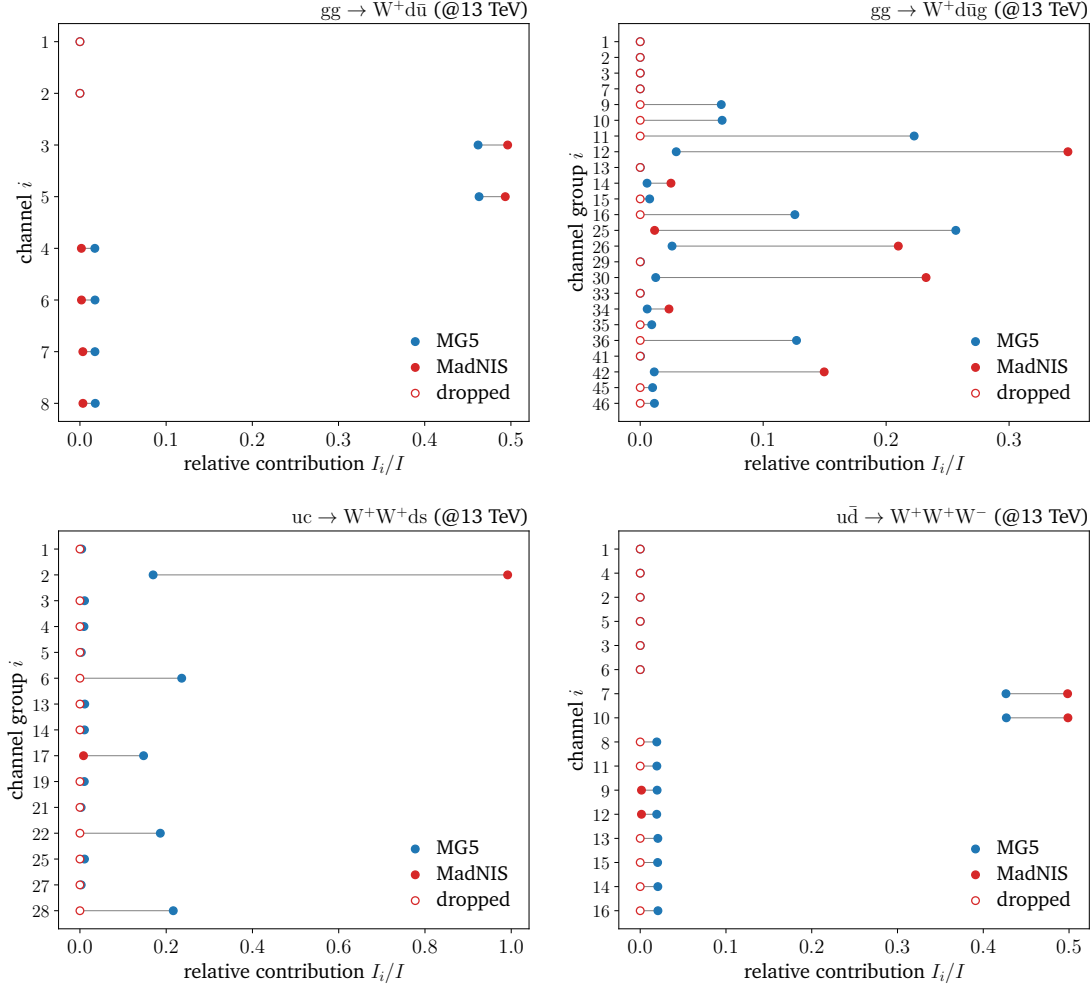 gg → W⁺dū (@13 TeV)
channel i
1
2
3
5
4
6
7
8
MG5
MadNIS
dropped
0.0 0.1 0.2 0.3 0.4 0.5
relative contribution I_i/I
gg → W⁺dūg (@13 TeV)
channel group i
1
2
3
7
9
10
11
12
13
14
15
16
25
26
29
30
33
34
35
36
41
42
45
46
MG5
MadNIS
dropped
0.0 0.1 0.2 0.3
relative contribution I_i/I
uc → W⁺W⁺ds (@13 TeV)
channel group i
1
2
3
4
5
6
13
14
17
19
21
22
25
27
28
MG5
MadNIS
dropped
0.0 0.2 0.4 0.6 0.8 1.0
relative contribution I_i/I
ud̄ → W⁺W⁺W⁻ (@13 TeV)
channel i
1
4
2
5
3
6
7
10
8
11
9
12
13
15
14
16
MG5
MadNIS
dropped
0.0 0.1 0.2 0.3 0.4 0.5
relative contribution I_i/I